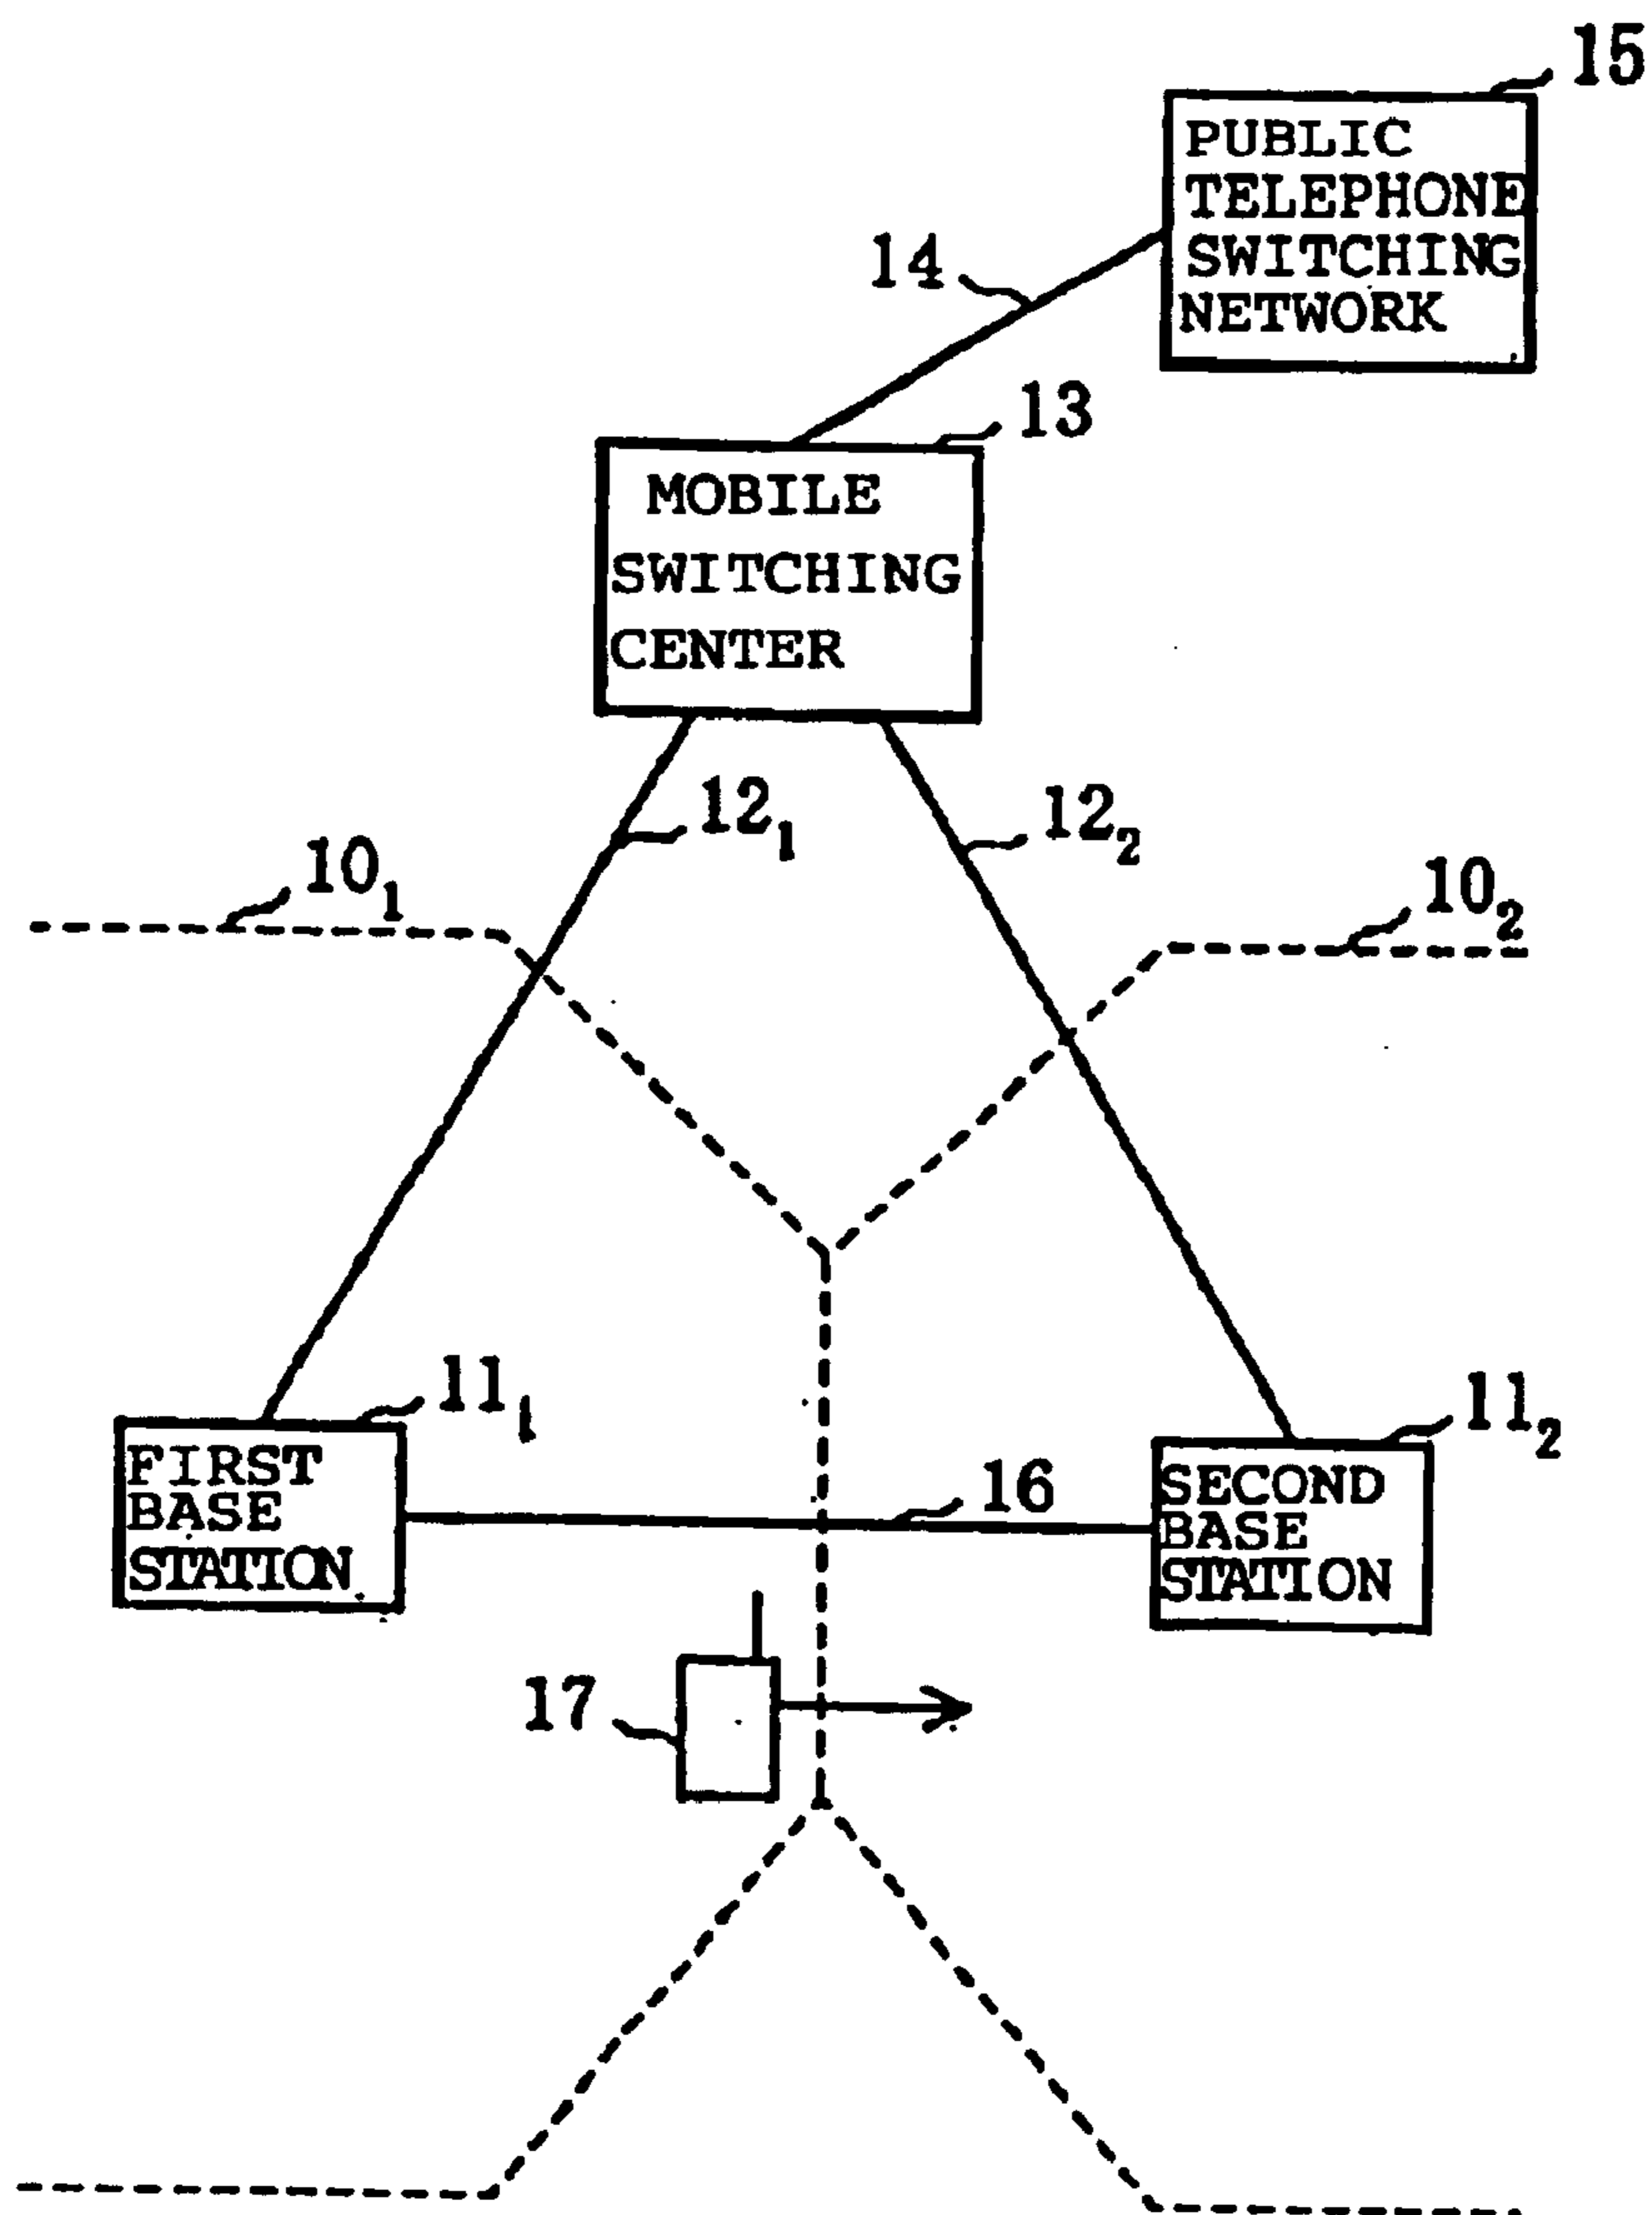 15
PUBLIC
TELEPHONE
SWITCHING
NETWORK
14
13
MOBILE
SWITCHING
CENTER
12₁
12₂
10₁
10₂
11₁
11₂
FIRST
BASE
STATION
16
SECOND
BASE
STATION
17